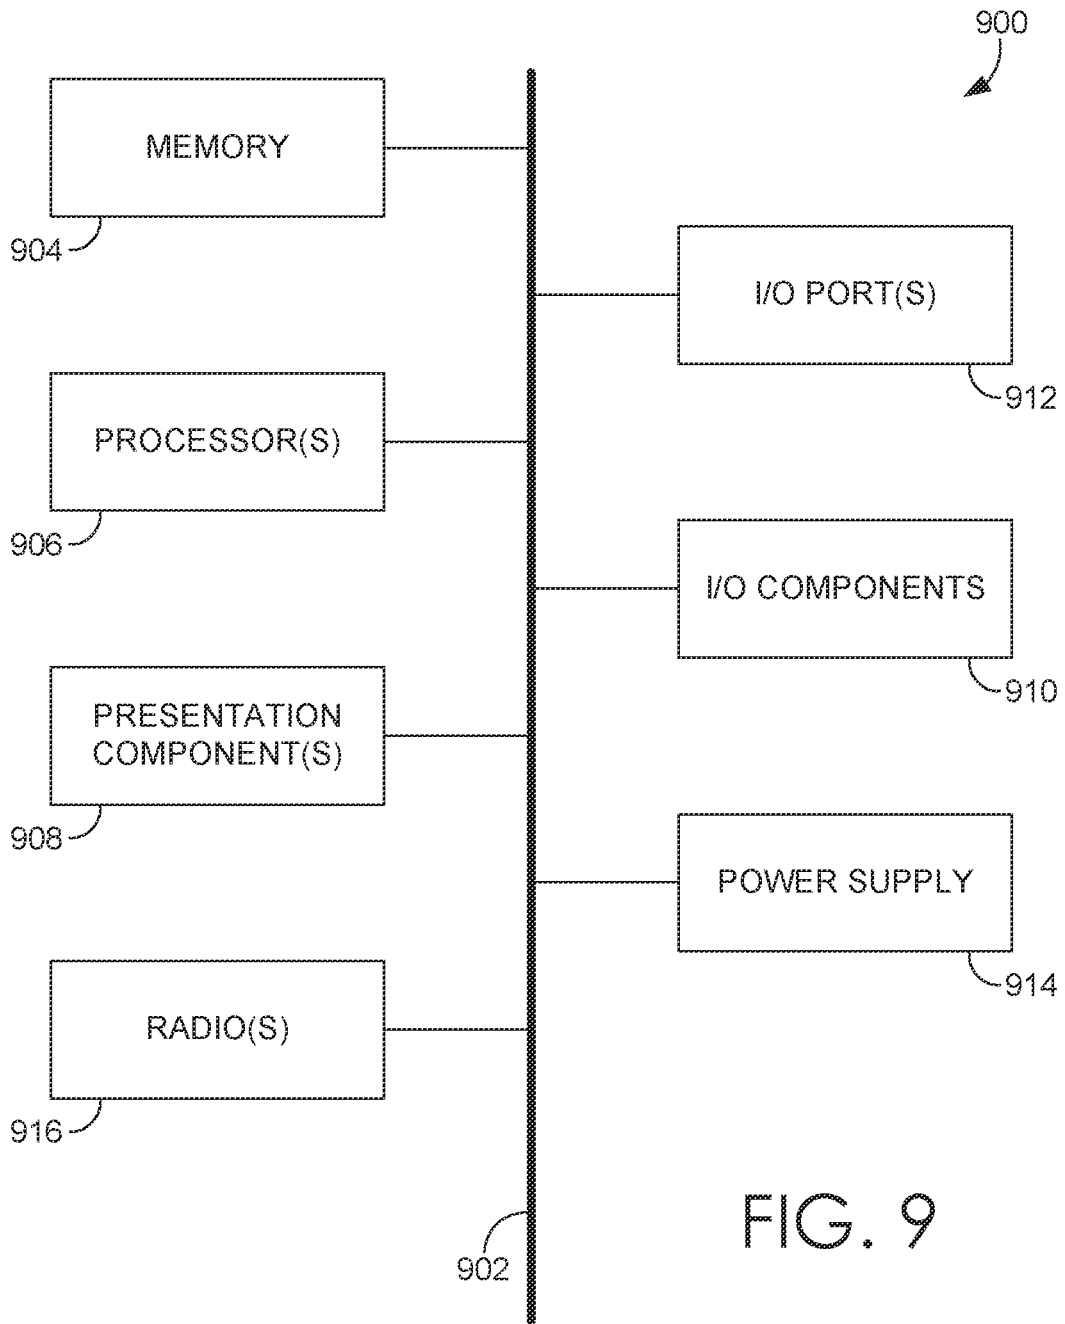 900
MEMORY
904
I/O PORT(S)
912
PROCESSOR(S)
906
I/O COMPONENTS
910
PRESENTATION
COMPONENT(S)
908
POWER SUPPLY
914
RADIO(S)
916
902
FIG. 9